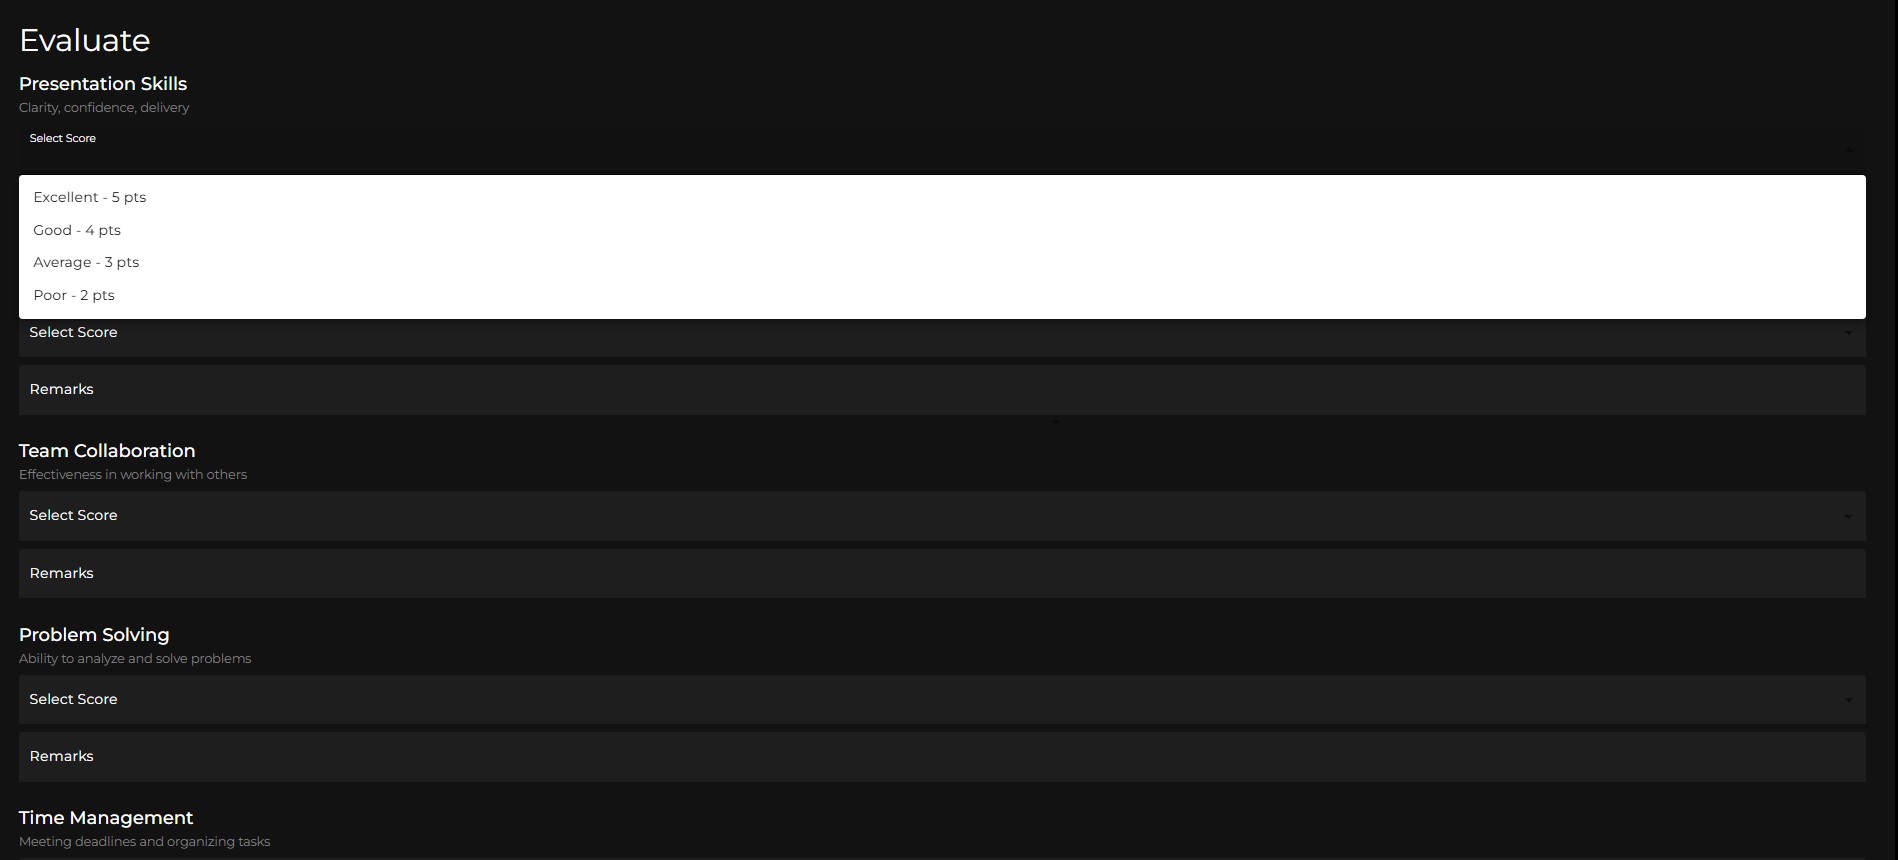 Evaluate
Presentation Skills
Clarity, confidence, delivery
Select Score
Excellent - 5 pts
Good - 4 pts
Average - 3 pts
Poor - 2 pts
Select Score
Remarks
Team Collaboration
Effectiveness in working with others
Select Score
Remarks
Problem Solving
Ability to analyze and solve problems
Select Score
Remarks
Time Management
Meeting deadlines and organizing tasks